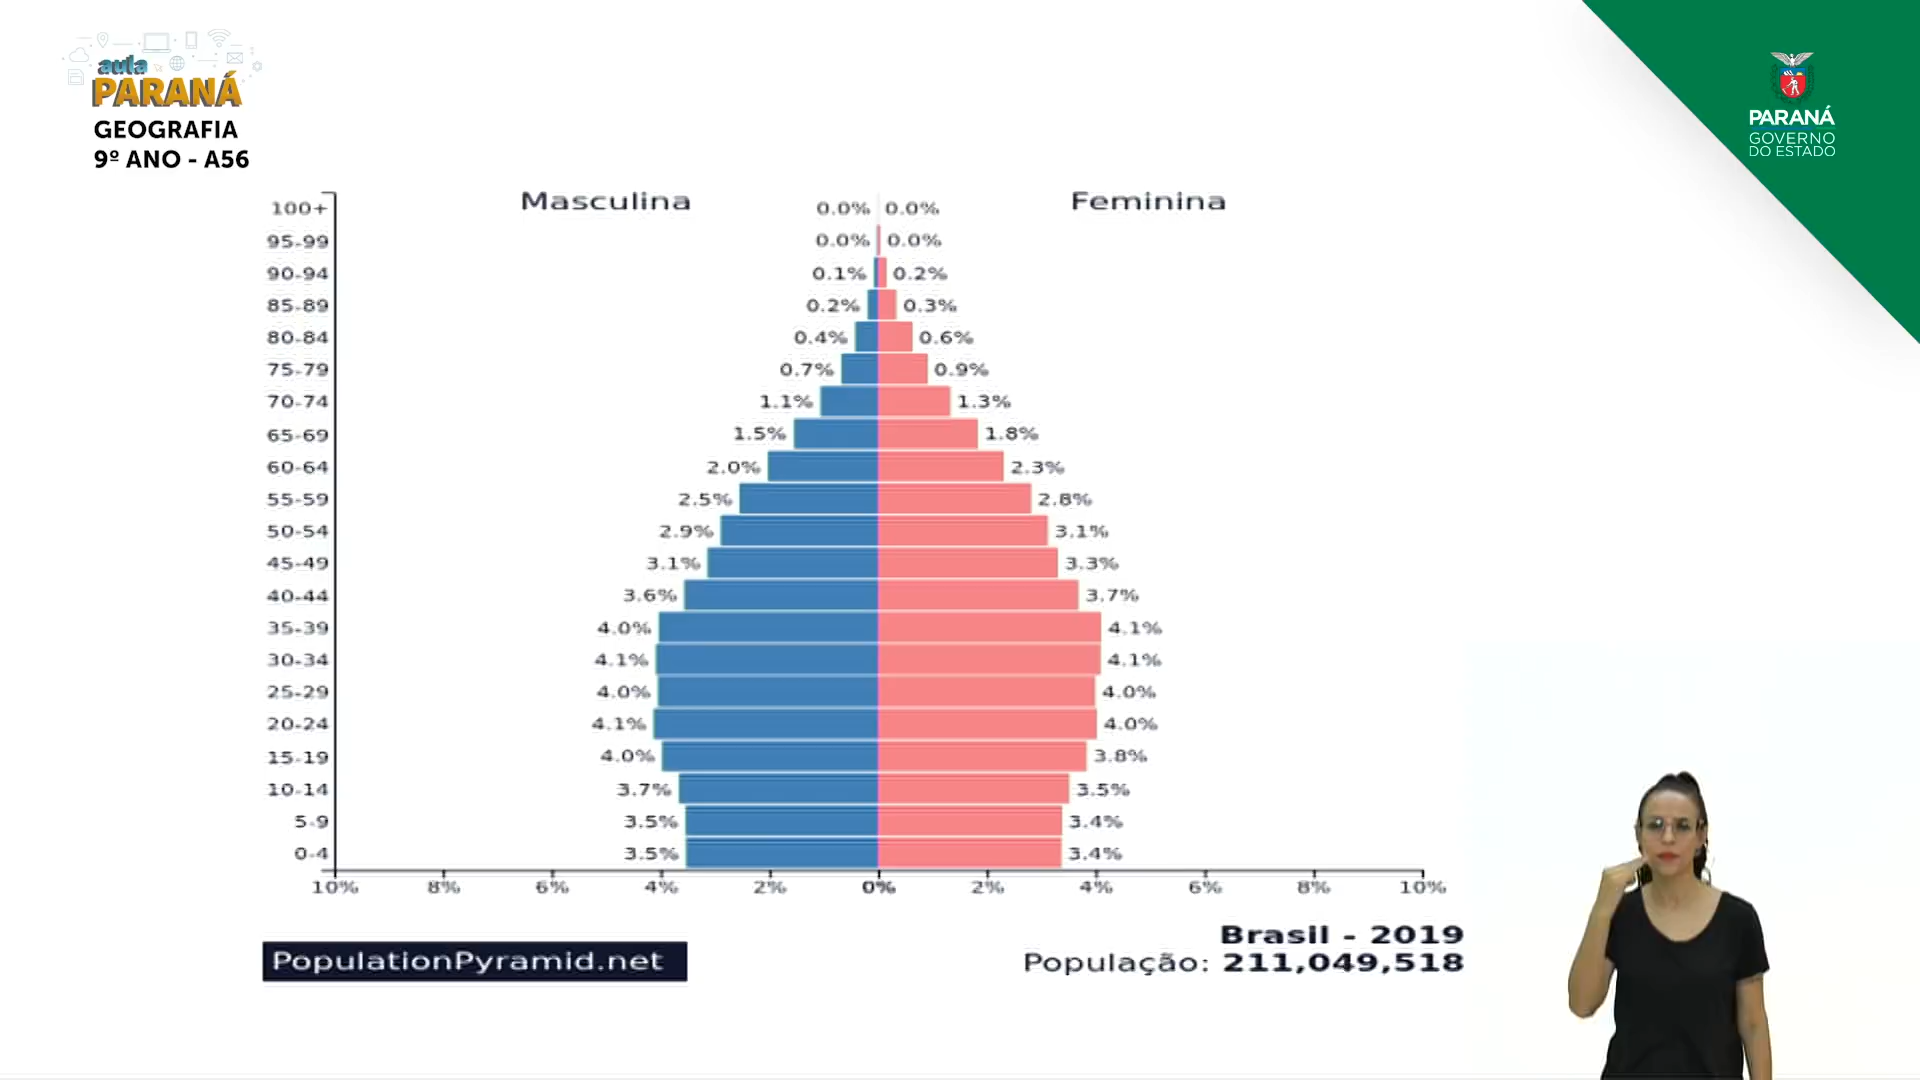 aula
PARANÁ
GEOGRAFIA
9º ANO - A56
PARANÁ
GOVERNO
DO ESTADO
Masculina Feminina
100+ 0.0% 0.0%
95-99 0.0% 0.0%
90-94 0.1% 0.2%
85-89 0.2% 0.3%
80-84 0.4% 0.6%
75-79 0.7% 0.9%
70-74 1.1% 1.3%
65-69 1.5% 1.8%
60-64 2.0% 2.3%
55-59 2.5% 2.8%
50-54 2.9% 3.1%
45-49 3.1% 3.3%
40-44 3.6% 3.7%
35-39 4.0% 4.1%
30-34 4.1% 4.1%
25-29 4.0% 4.0%
20-24 4.1% 4.0%
15-19 4.0% 3.8%
10-14 3.7% 3.5%
5-9 3.5% 3.4%
0-4 3.5% 3.4%
10% 8% 6% 4% 2% 0% 2% 4% 6% 8% 10%
Brasil - 2019
PopulationPyramid.net População: 211,049,518